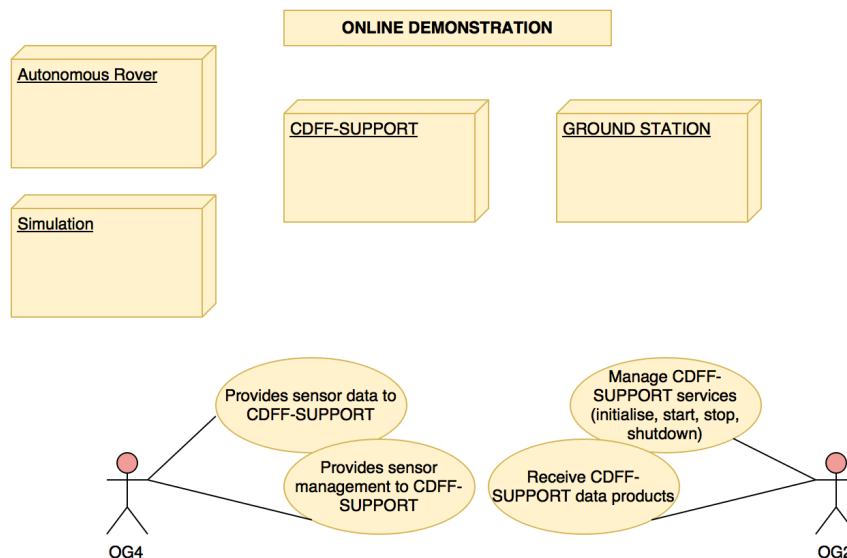 ONLINE DEMONSTRATION
Autonomous Rover
CDFF-SUPPORT
GROUND STATION
Simulation
Provides sensor data to
CDFF-SUPPORT
Manage CDFF-
SUPPORT services
(initialise, start, stop,
shutdown)
Provides sensor
management to CDFF-
SUPPORT
Receive CDFF-
SUPPORT data products
OG4
OG2